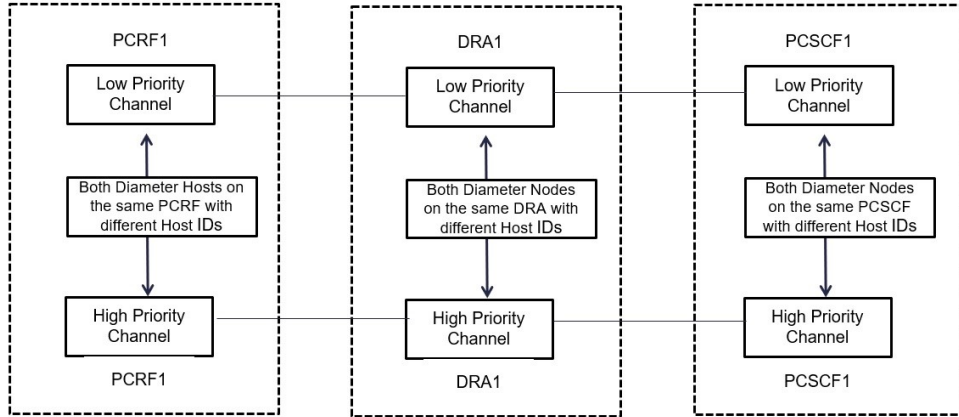 PCRF1
Low Priority
Channel
Both Diameter Hosts on
the same PCRF with
different Host IDs
High Priority
Channel
PCRF1
DRA1
Low Priority
Channel
Both Diameter Nodes
on the same DRA with
different Host IDs
High Priority
Channel
DRA1
PCSCF1
Low Priority
Channel
Both Diameter Nodes
on the same PCSCF
with different Host IDs
High Priority
Channel
PCSCF1